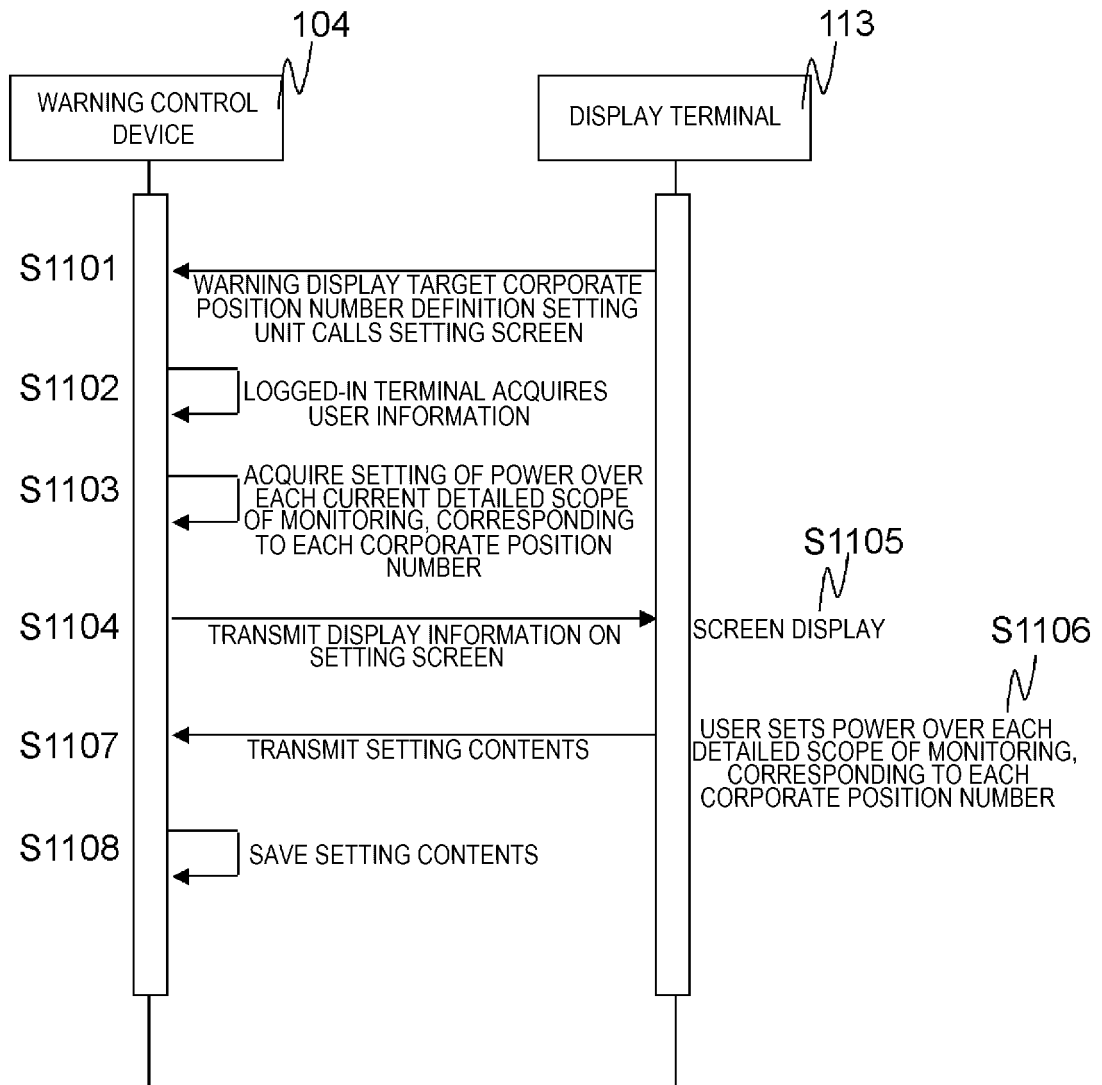 104
113
WARNING CONTROL
DEVICE
DISPLAY TERMINAL
S1101
WARNING DISPLAY TARGET CORPORATE
POSITION NUMBER DEFINITION SETTING
UNIT CALLS SETTING SCREEN
S1102
LOGGED-IN TERMINAL ACQUIRES
USER INFORMATION
S1103
ACQUIRE SETTING OF POWER OVER
EACH CURRENT DETAILED SCOPE
OF MONITORING, CORRESPONDING
TO EACH CORPORATE POSITION
NUMBER
S1104
TRANSMIT DISPLAY INFORMATION ON
SETTING SCREEN
S1105
SCREEN DISPLAY
S1106
USER SETS POWER OVER EACH
DETAILED SCOPE OF MONITORING,
CORRESPONDING TO EACH
CORPORATE POSITION NUMBER
S1107
TRANSMIT SETTING CONTENTS
S1108
SAVE SETTING CONTENTS